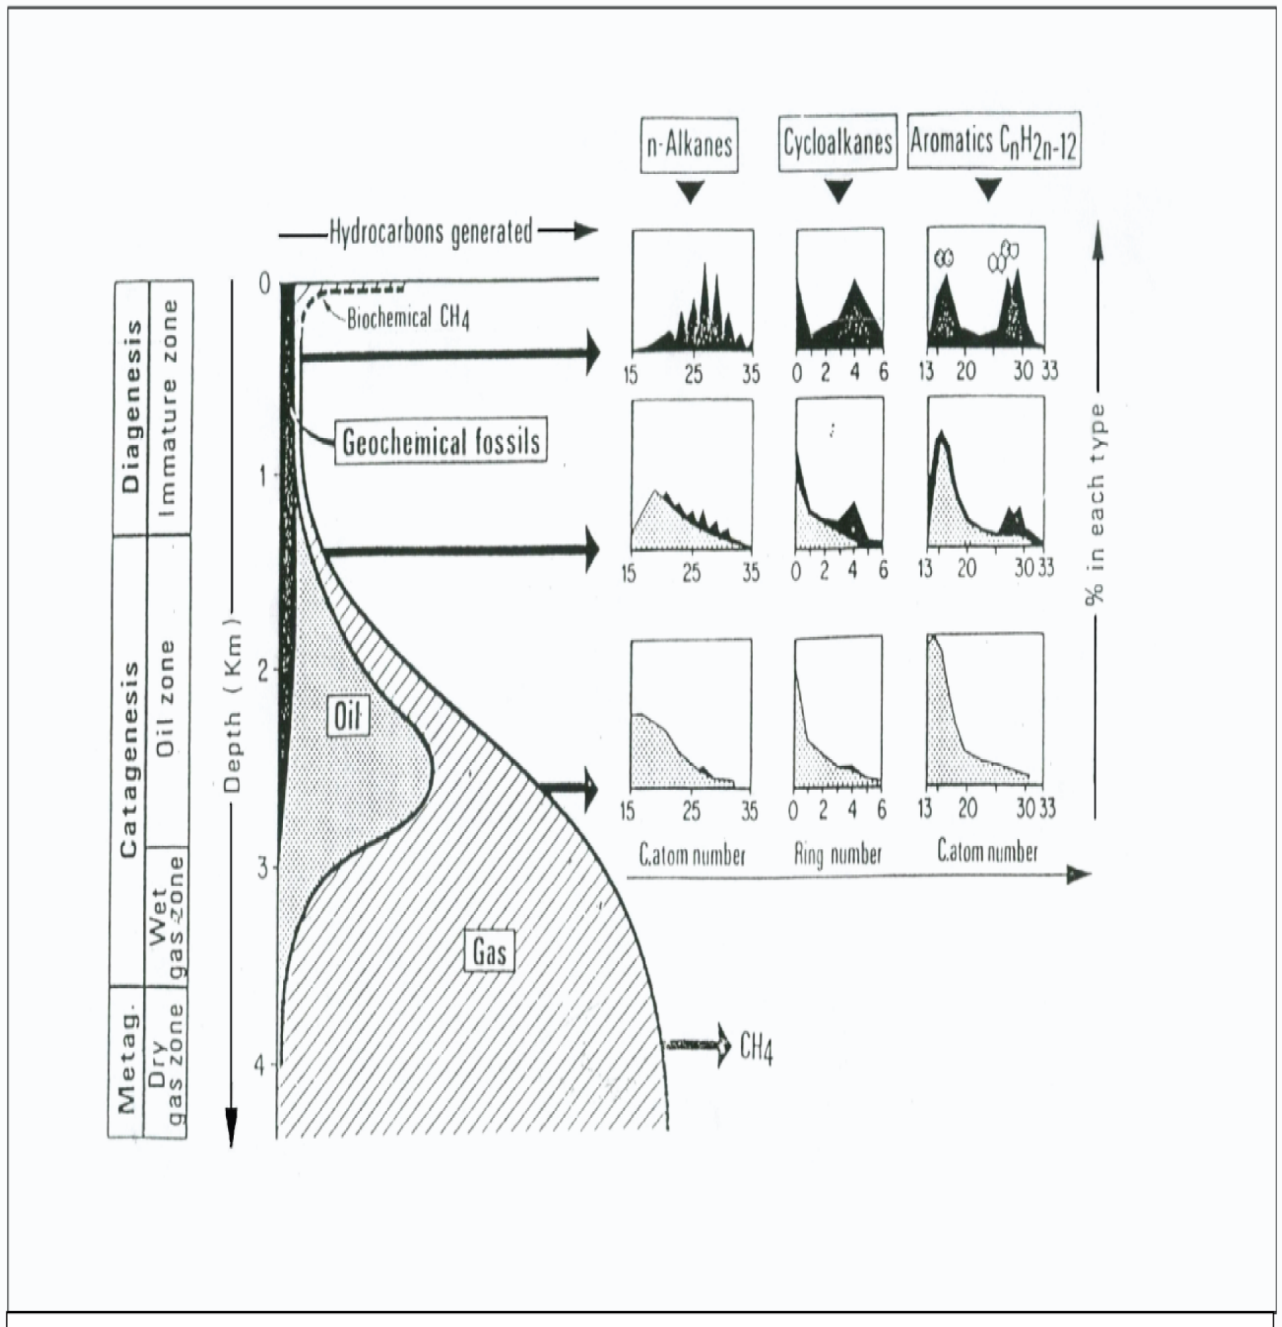 n-Alkanes
Cycloalkanes
Aromatics CnH2n-12
Hydrocarbons generated
Biochemical CH4
Geochemical fossils
Oil
Gas
CH4
Diagenesis
Immature zone
Catagenesis
Oil zone
Wet
gas zone
Metag.
Dry
gas zone
Depth (Km)
0
1
2
3
4
15 25 35
0 2 4 6
13 20 30 33
15 25 35
0 2 4 6
13 20 30 33
15 25 35
0 2 4 6
13 20 30 33
C.atom number
Ring number
C.atom number
% in each type